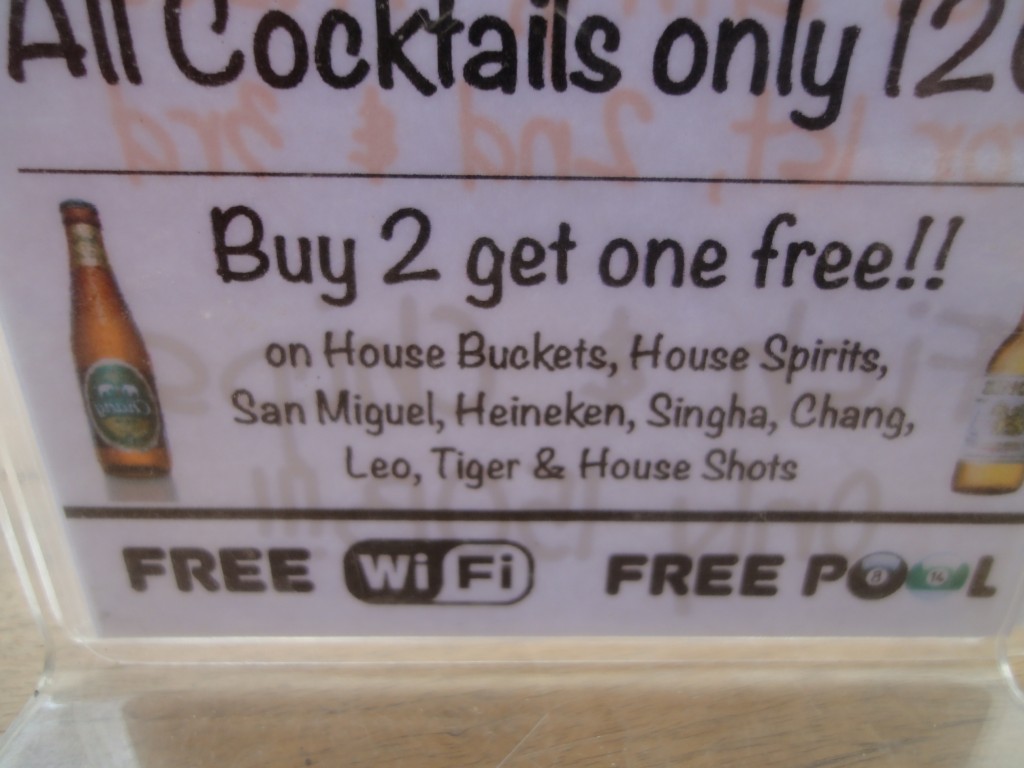 All Cocktails only 120
Buy 2 get one free!!
on House Buckets, House Spirits,
San Miguel, Heineken, Singha, Chang,
Leo, Tiger & House Shots
FREE WiFi FREE POOL